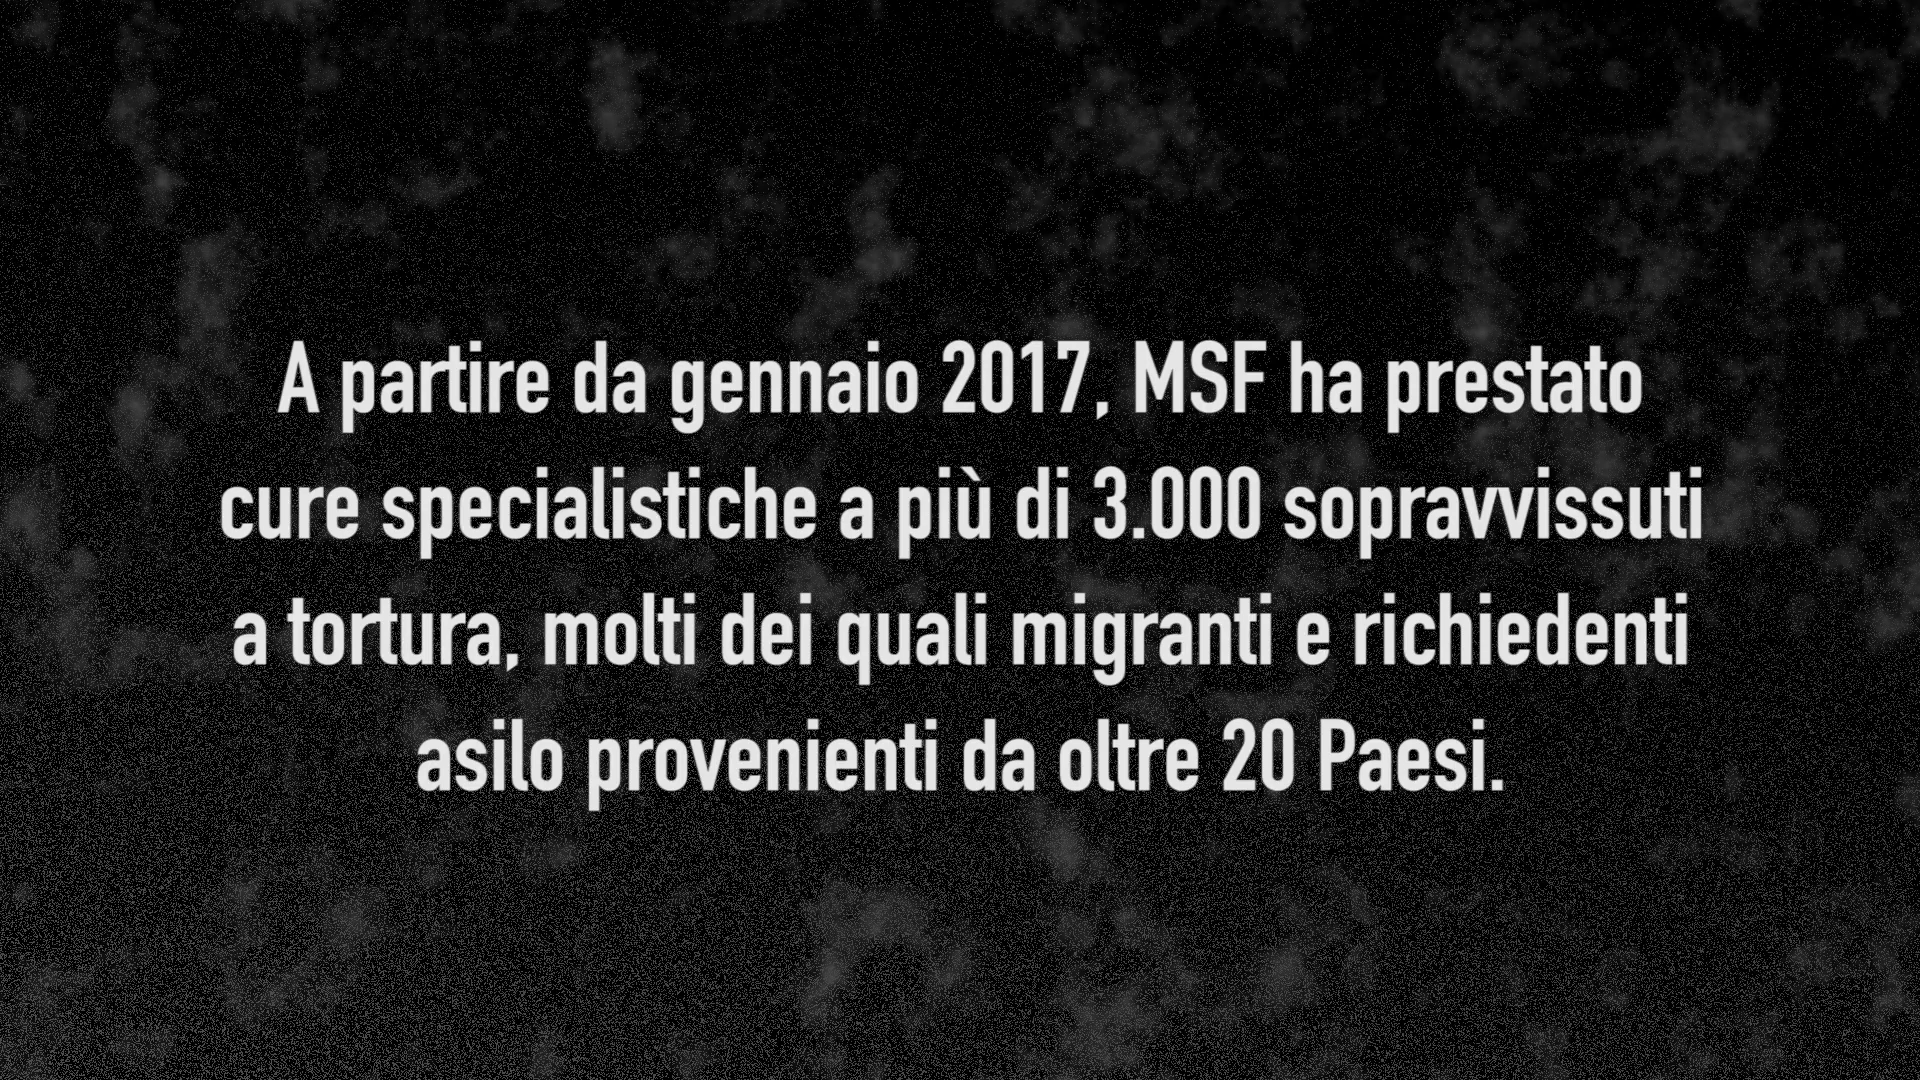 A partire da gennaio 2017, MSF ha prestato
cure specialistiche a più di 3.000 sopravvissuti
a tortura, molti dei quali migranti e richiedenti
asilo provenienti da oltre 20 Paesi.